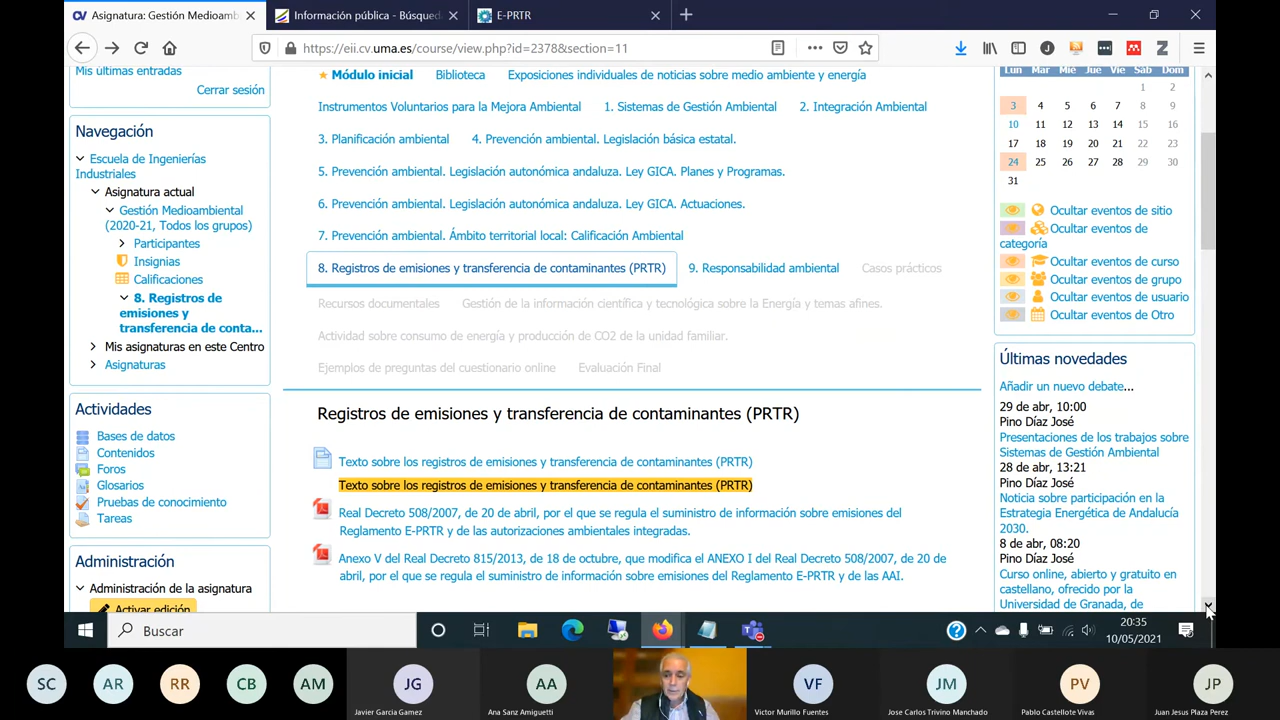 Asignatura: Gestión Medioamb
Información pública - Búsqued
E-PRTR
https://eii.cv.uma.es/course/view.php?id=2378&section=11
Mis últimas entradas
Cerrar sesión
Navegación
Escuela de Ingenierías
Industriales
Asignatura actual
Gestión Medioambiental
(2020-21, Todos los grupos)
Participantes
Insignias
Calificaciones
8. Registros de
emisiones y
transferencia de conta...
Mis asignaturas en este Centro
Asignaturas
Actividades
Bases de datos
Contenidos
Foros
Glosarios
Pruebas de conocimiento
Tareas
Administración
Administración de la asignatura
Activar edición
Módulo inicial Biblioteca Exposiciones individuales de noticias sobre medio ambiente y energía
Instrumentos Voluntarios para la Mejora Ambiental 1. Sistemas de Gestión Ambiental 2. Integración Ambiental
3. Planificación ambiental 4. Prevención ambiental. Legislación básica estatal.
5. Prevención ambiental. Legislación autonómica andaluza. Ley GICA. Planes y Programas.
6. Prevención ambiental. Legislación autonómica andaluza. Ley GICA. Actuaciones.
7. Prevención ambiental. Ámbito territorial local: Calificación Ambiental
8. Registros de emisiones y transferencia de contaminantes (PRTR) 9. Responsabilidad ambiental Casos prácticos
Recursos documentales Gestión de la información científica y tecnológica sobre la Energía y temas afines.
Actividad sobre consumo de energía y producción de CO2 de la unidad familiar.
Ejemplos de preguntas del cuestionario online Evaluación Final
Registros de emisiones y transferencia de contaminantes (PRTR)
Texto sobre los registros de emisiones y transferencia de contaminantes (PRTR)
Texto sobre los registros de emisiones y transferencia de contaminantes (PRTR)
Real Decreto 508/2007, de 20 de abril, por el que se regula el suministro de información sobre emisiones del
Reglamento E-PRTR y de las autorizaciones ambientales integradas.
Anexo V del Real Decreto 815/2013, de 18 de octubre, que modifica el ANEXO I del Real Decreto 508/2007, de 20 de
abril, por el que se regula el suministro de información sobre emisiones del Reglamento E-PRTR y de las AAI.
Lun Mar Mié Jue Vie Sáb Dom
1 2
3 4 5 6 7 8 9
10 11 12 13 14 15 16
17 18 19 20 21 22 23
24 25 26 27 28 29 30
31
Ocultar eventos de sitio
Ocultar eventos de
categoría
Ocultar eventos de curso
Ocultar eventos de grupo
Ocultar eventos de usuario
Ocultar eventos de Otro
Últimas novedades
Añadir un nuevo debate...
29 de abr, 10:00
Pino Díaz José
Presentaciones de los trabajos sobre
Sistemas de Gestión Ambiental
28 de abr, 13:21
Pino Díaz José
Noticia sobre participación en la
Estrategia Energética de Andalucía
2030.
8 de abr, 08:20
Pino Díaz José
Curso online, abierto y gratuito en
castellano, ofrecido por la
Universidad de Granada, de
Buscar
20:35
10/05/2021
SC
AR
RR
CB
AM
JG
Javier Garcia Gamez
AA
Ana Sanz Amiguetti
VF
Victor Murillo Fuentes
JM
Jose Carlos Trivino Manchado
PV
Pablo Castellote Vivas
JP
Juan Jesus Plaza Perez